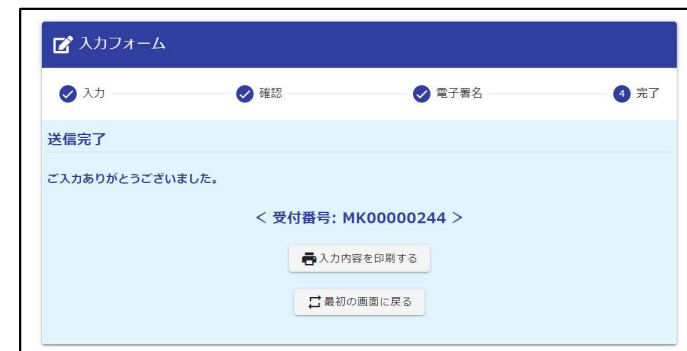 入力フォーム
入力 確認 電子署名 4 完了
送信完了
ご入力ありがとうございました。
＜ 受付番号: MK00000244 ＞
入力内容を印刷する
最初の画面に戻る